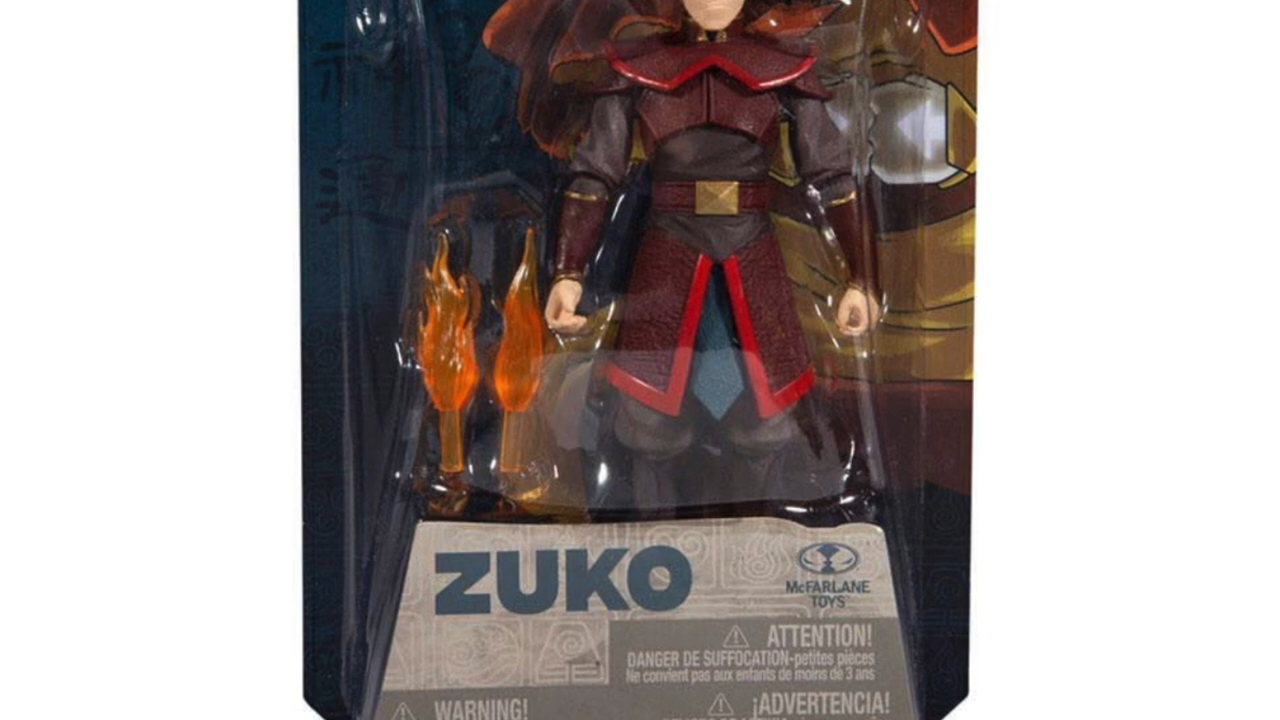 ZUKO
McFARLANE
TOYS
ATTENTION!
DANGER DE SUFFOCATION-petites pièces
Ne convient pas aux enfants de moins de 3 ans
WARNING!
¡ADVERTENCIA!